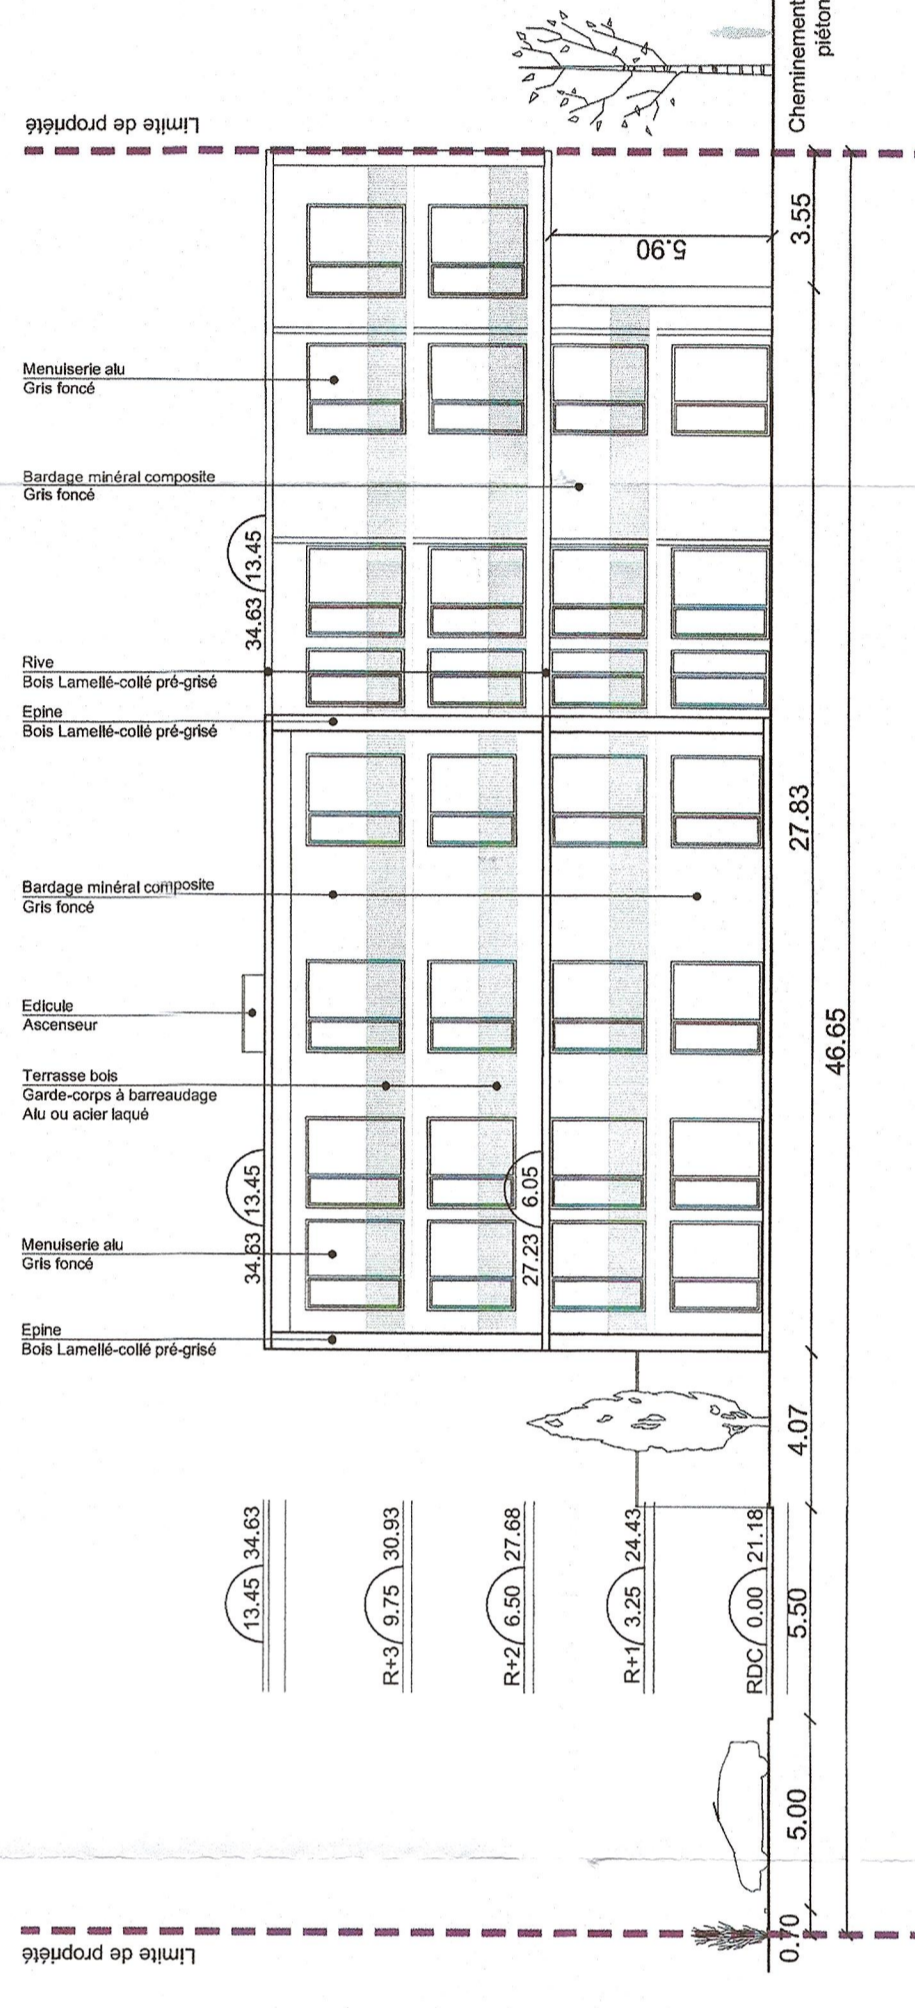 Limite de propriété
Cheminement
piéton
Menuiserie alu
Gris foncé
Bardage minéral composite
Gris foncé
34.63 13.45
Rive
Bois Lamellé-collé pré-grisé
Epine
Bois Lamellé-collé pré-grisé
Bardage minéral composite
Gris foncé
Edicule
Ascenseur
Terrasse bois
Garde-corps à barreaudage
Alu ou acier laqué
34.63 13.45
27.23 6.05
Menuiserie alu
Gris foncé
Epine
Bois Lamellé-collé pré-grisé
13.45 34.63
R+3 9.75 30.93
R+2 6.50 27.68
R+1 3.25 24.43
RDC 0.00 21.18
5.90
3.55
27.83
4.07
5.50
5.00
0.70
46.65
Limite de propriété